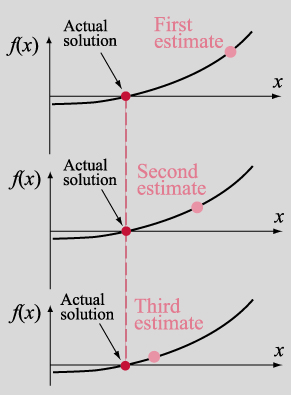 Actual
solution
First
estimate
f(x)
x
Actual
solution
Second
estimate
f(x)
x
Actual
solution
Third
estimate
f(x)
x